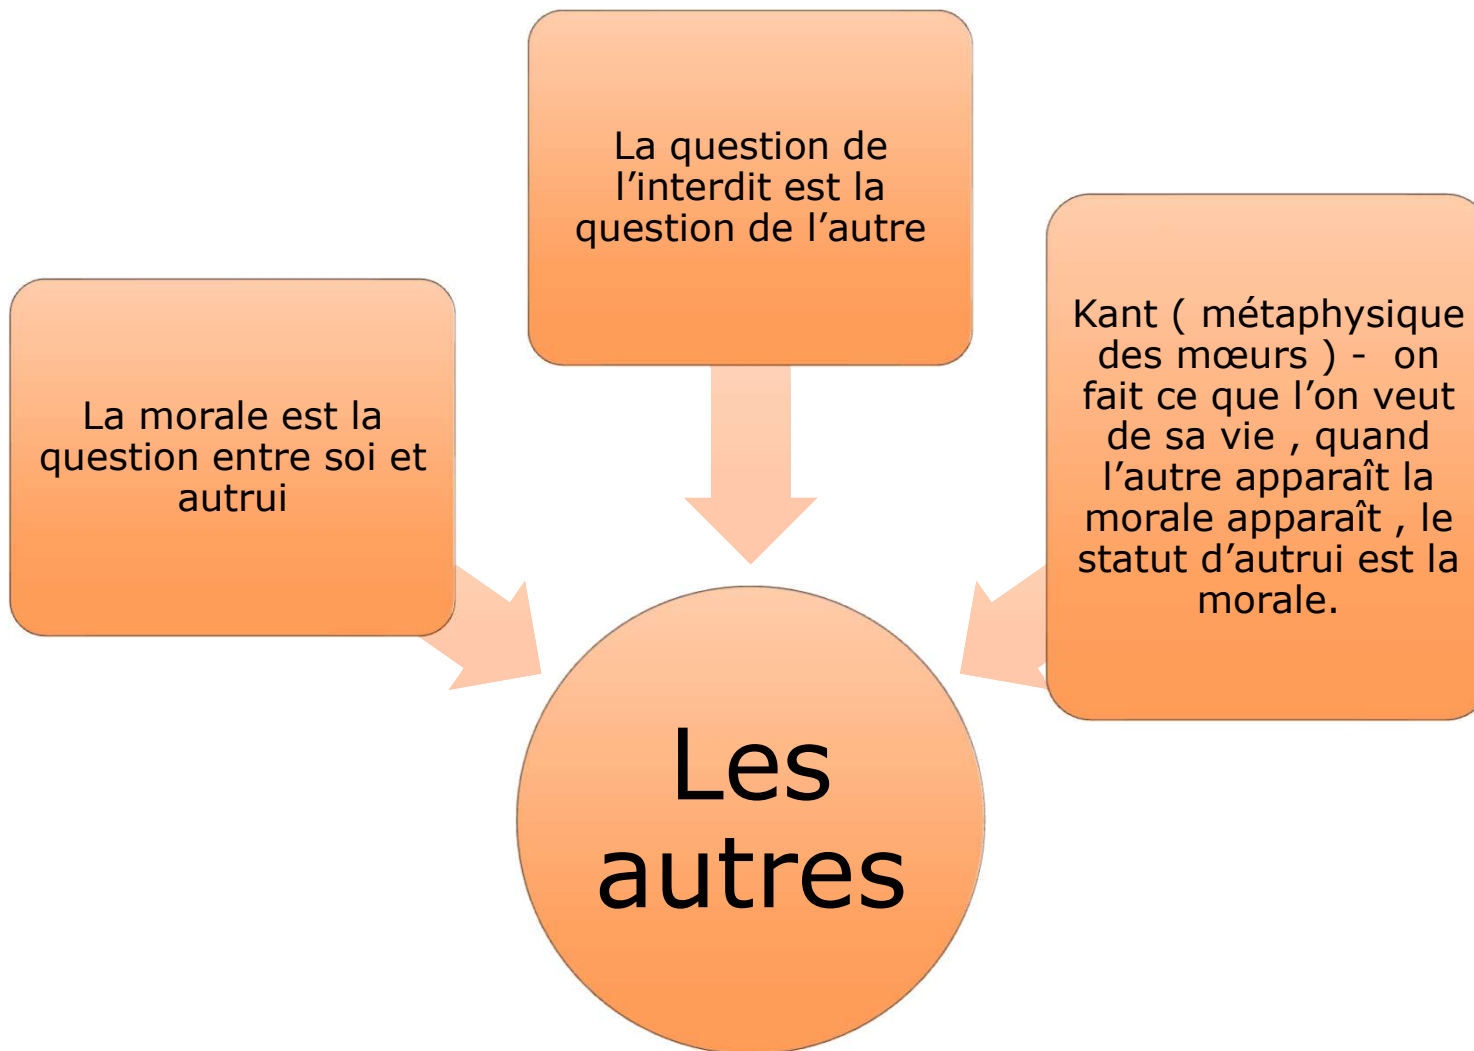 La question de
l’interdit est la
question de l’autre
La morale est la
question entre soi et
autrui
Kant ( métaphysique
des mœurs ) -  on
fait ce que l’on veut
de sa vie , quand
l’autre apparaît la
morale apparaît , le
statut d’autrui est la
morale.
Les
autres